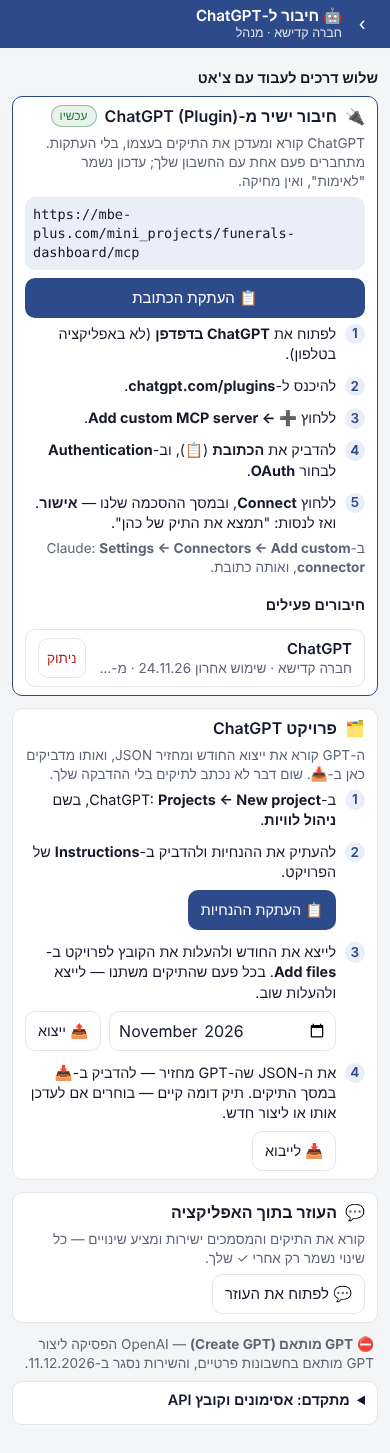 🤖 חיבור ל-ChatGPT
חברה קדישא · מנהל
שלוש דרכים לעבוד עם צ'אט
🔌 חיבור ישיר מ-ChatGPT (Plugin) עכשיו
ChatGPT קורא ומעדכן את התיקים בעצמו, בלי העתקות.
מתחברים פעם אחת עם החשבון שלך; עדכון נשמר
"לאימות", ואין מחיקה.
https://mbe-
plus.com/mini_projects/funerals-
dashboard/mcp
📋 העתקת הכתובת
1 לפתוח את ChatGPT בדפדפן (לא באפליקציה
בטלפון).
2 להיכנס ל-chatgpt.com/plugins.
3 ללחוץ ➕ ← Add custom MCP server.
4 להדביק את הכתובת (📋), וב-Authentication
לבחור OAuth.
5 ללחוץ Connect, ובמסך ההסכמה שלנו — אישור.
ואז לנסות: "תמצא את התיק של כהן".
ב-Claude: Settings ← Connectors ← Add custom
connector, ואותה כתובת.
חיבורים פעילים
ChatGPT
חברה קדישא · שימוש אחרון 24.11.26 · מ-...
ניתוק
🗂️ פרויקט ChatGPT
ה-GPT קורא את ייצוא החודש ומחזיר JSON, ואותו מדביקים
כאן ב-📥. שום דבר לא נכתב לתיקים בלי ההדבקה שלך.
1 ב-ChatGPT: Projects ← New project, בשם
ניהול לוויות.
2 להעתיק את ההנחיות ולהדביק ב-Instructions של
הפרויקט.
📋 העתקת ההנחיות
3 לייצא את החודש ולהעלות את הקובץ לפרויקט ב-
Add files. בכל פעם שהתיקים משתנו — לייצא
ולהעלות שוב.
November 2026
📤 ייצוא
4 את ה-JSON שה-GPT מחזיר — להדביק ב-📥
במסך התיקים. תיק דומה קיים — בוחרים אם לעדכן
אותו או ליצור חדש.
📥 לייבוא
💬 העוזר בתוך האפליקציה
קורא את התיקים והמסמכים ישירות ומציע שינויים — כל
שינוי נשמר רק אחרי ✓ שלך.
💬 לפתוח את העוזר
⛔ GPT מותאם (Create GPT) — OpenAI הפסיקה ליצור
GPT מותאם בחשבונות פרטיים, והשירות נסגר ב-11.12.2026.
◀ מתקדם: אסימונים וקובץ API